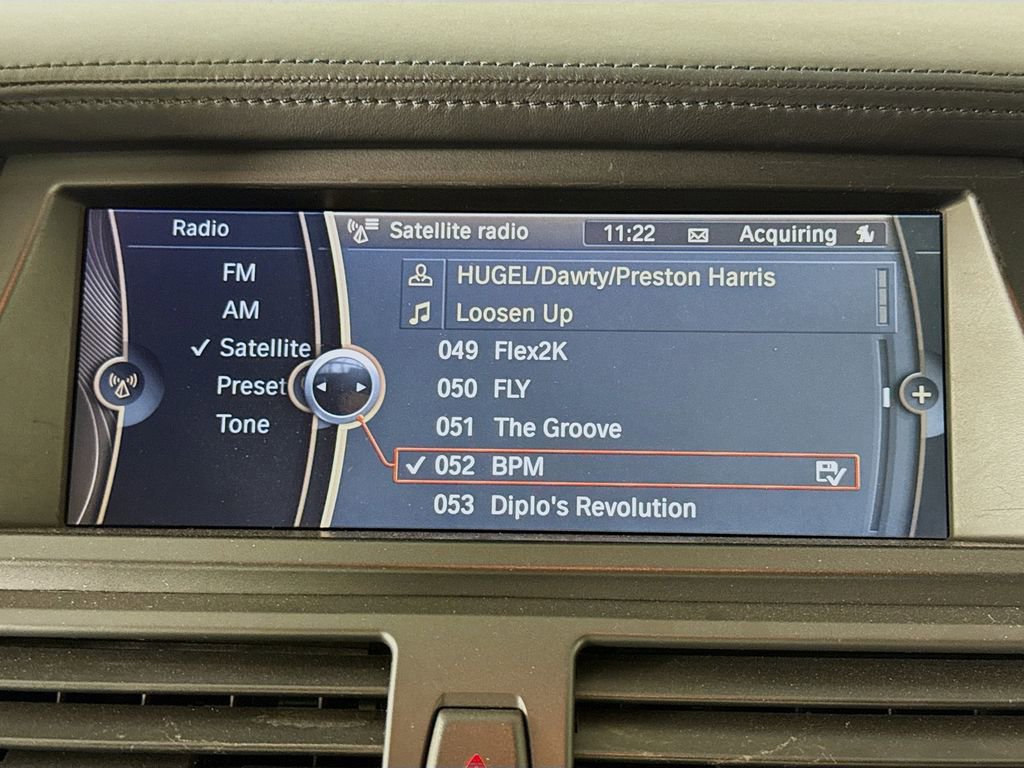 Radio
FM
AM
Satellite
Preset
Tone
Satellite radio
11:22 Acquiring
HUGEL/Dawty/Preston Harris
Loosen Up
049 Flex2K
050 FLY
051 The Groove
052 BPM
053 Diplo's Revolution